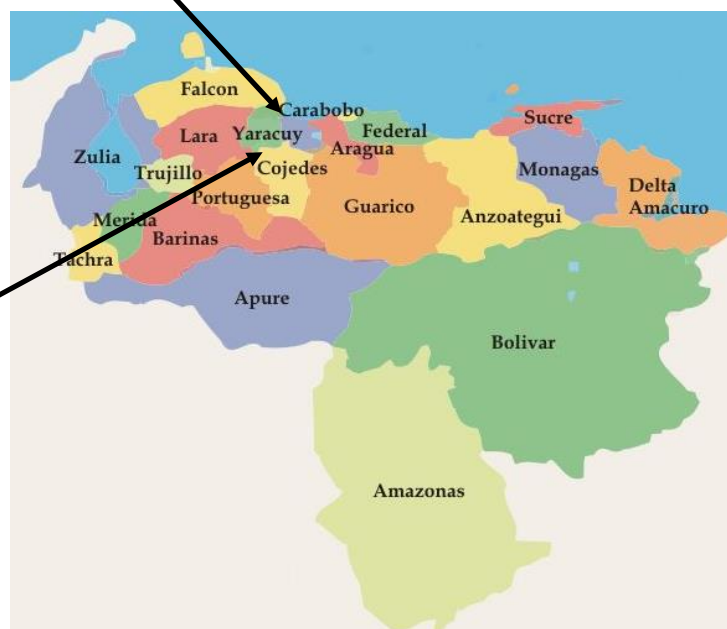 Falcon
Carabobo
Sucre
Lara
Yaracuy
Federal
Aragua
Zulia
Trujillo
Cojedes
Monagas
Delta
Amacuro
Portuguesa
Guarico
Anzoategui
Merida
Barinas
Tachra
Apure
Bolivar
Amazonas